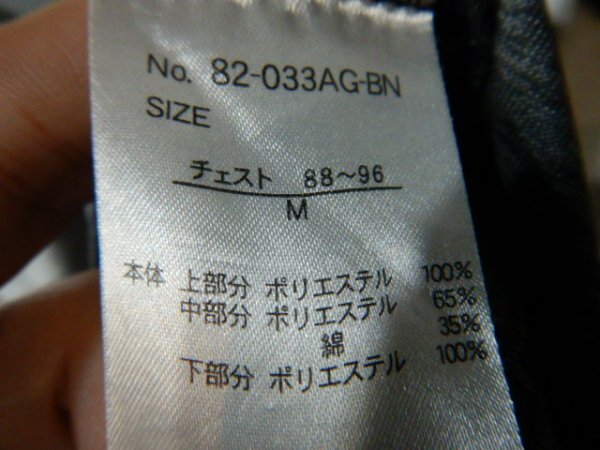 No. 82-033AG-BN
SIZE
チェスト 88～96
M
本体 上部分 ポリエステル 100%
中部分 ポリエステル 65%
綿 35%
下部分 ポリエステル 100%